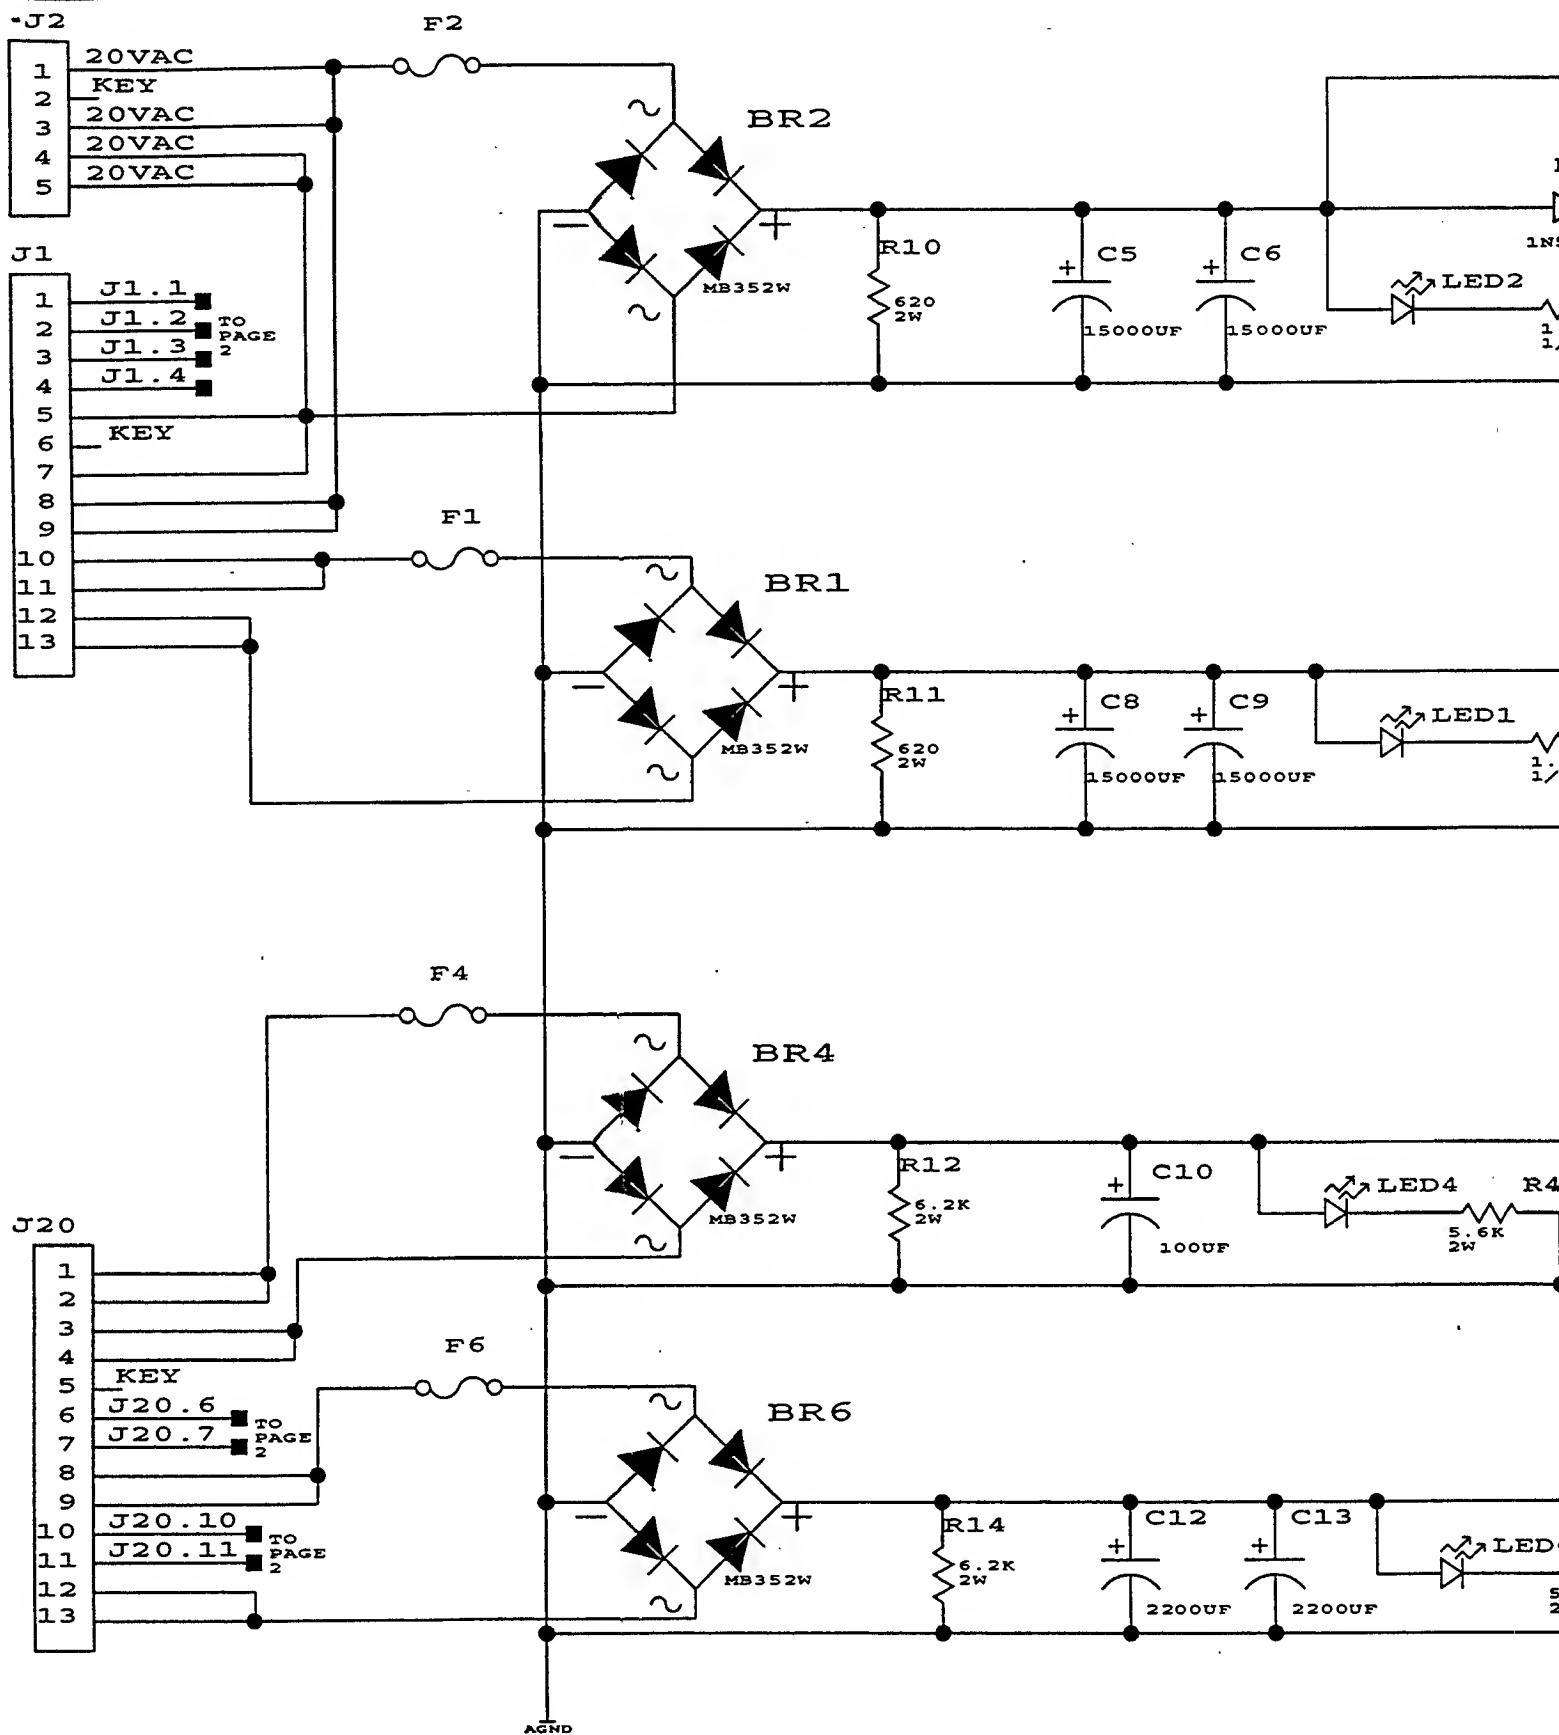 J2
F2
1 20VAC
2 KEY
3 20VAC
4 20VAC
5 20VAC
BR2
MB352W
R10
620
2W
C5
+
15000UF
C6
+
15000UF
LED2
J1
1 J1.1
2 J1.2
3 J1.3
4 J1.4
TO
PAGE
2
5
6 KEY
7
8
9
10
11
12
13
F1
BR1
MB352W
R11
620
2W
C8
+
15000UF
C9
+
15000UF
LED1
F4
BR4
MB352W
R12
6.2K
2W
C10
+
100UF
LED4
R4
5.6K
2W
J20
1
2
3
4
5 KEY
6 J20.6
7 J20.7
TO
PAGE
2
8
9
10 J20.10
11 J20.11
TO
PAGE
2
12
13
F6
BR6
MB352W
R14
6.2K
2W
C12
+
2200UF
C13
+
2200UF
LED
AGND